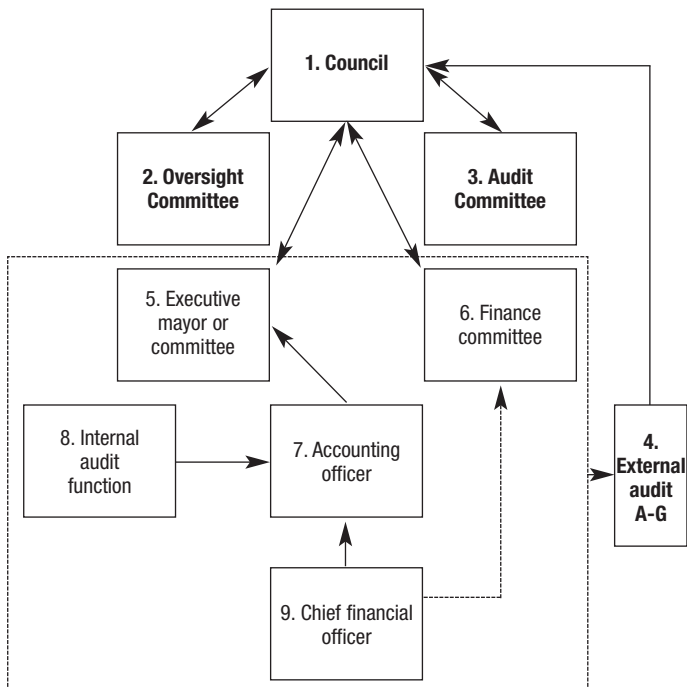 1. Council
2. Oversight
Committee
3. Audit
Committee
5. Executive
mayor or
committee
6. Finance
committee
8. Internal
audit
function
7. Accounting
officer
4.
External
audit
A-G
9. Chief financial
officer